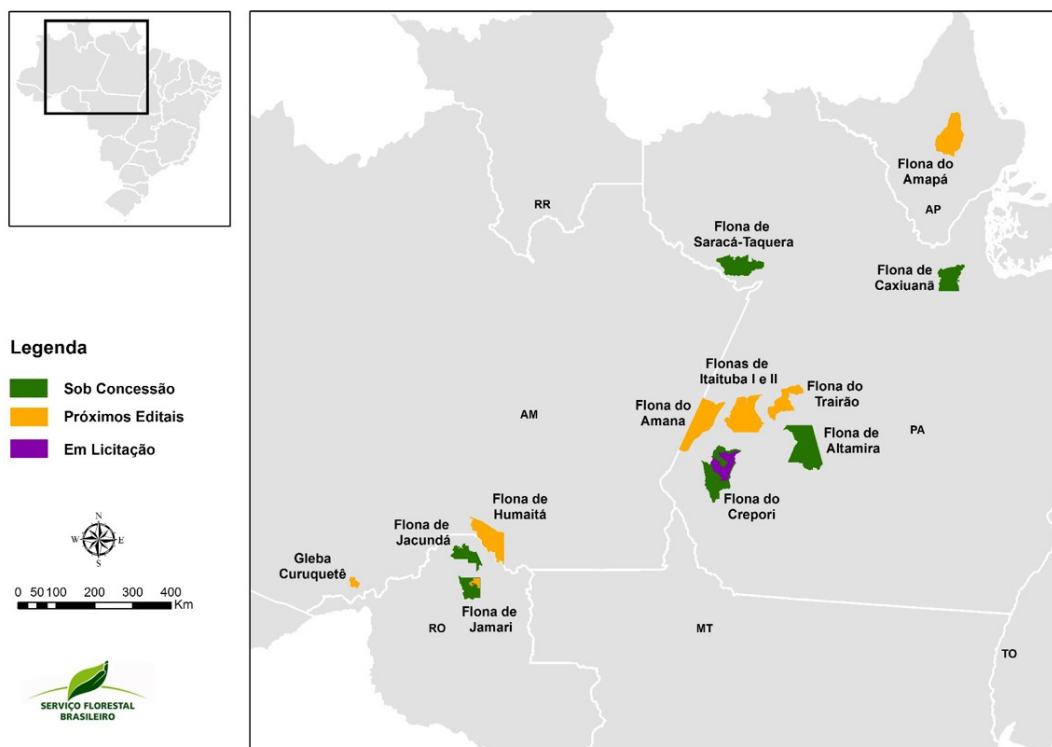 Legenda
Sob Concessão
Próximos Editais
Em Licitação
N
W
E
S
0 50 100 200 300 400
Km
SERVIÇO FLORESTAL
BRASILEIRO
Flona do
Amapá
AP
RR
Flona de
Saracá-Taquera
Flona de
Caxiuanã
Flonas de
Itaituba I e II
Flona do
Trairão
Flona do
Amana
AM
PA
Flona de
Altamira
Flona do
Crepori
Flona de
Humaitá
Flona de
Jacundá
Gleba
Curuquetê
Flona de
Jamari
RO
MT
TO